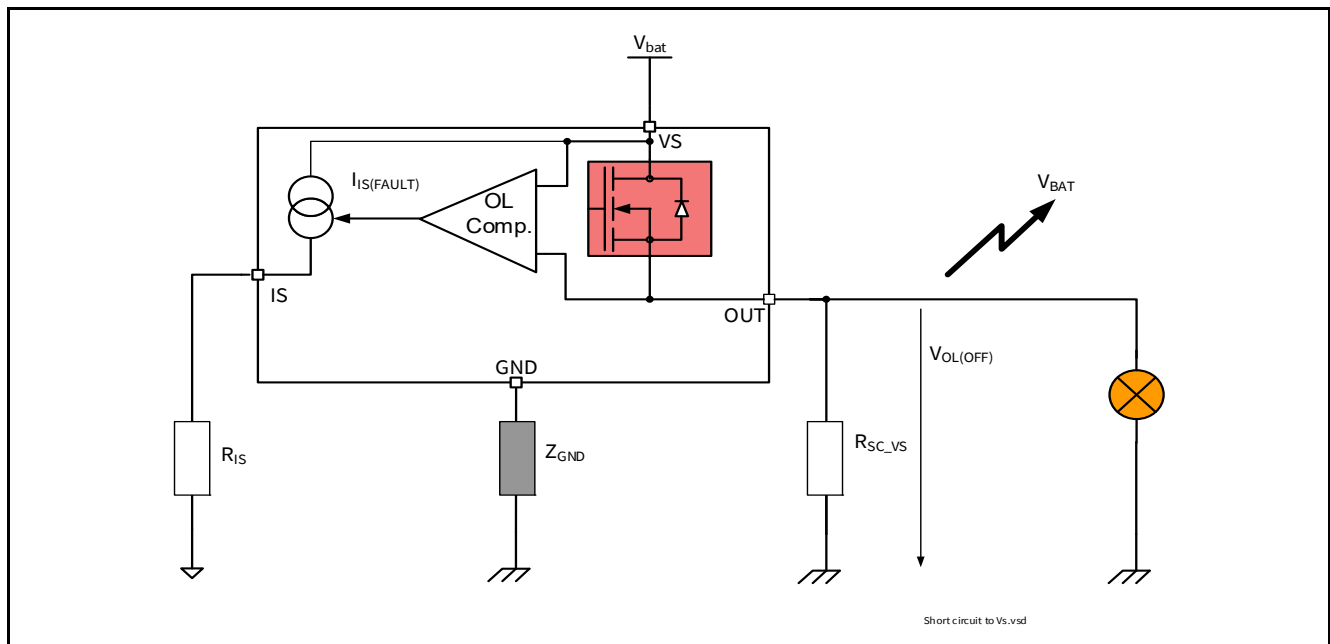 Vbat
VS
IIS(FAULT)
OL
Comp.
VBAT
IS
OUT
VOL(OFF)
GND
RIS
ZGND
RSC_VS
Short circuit to Vs.vsd